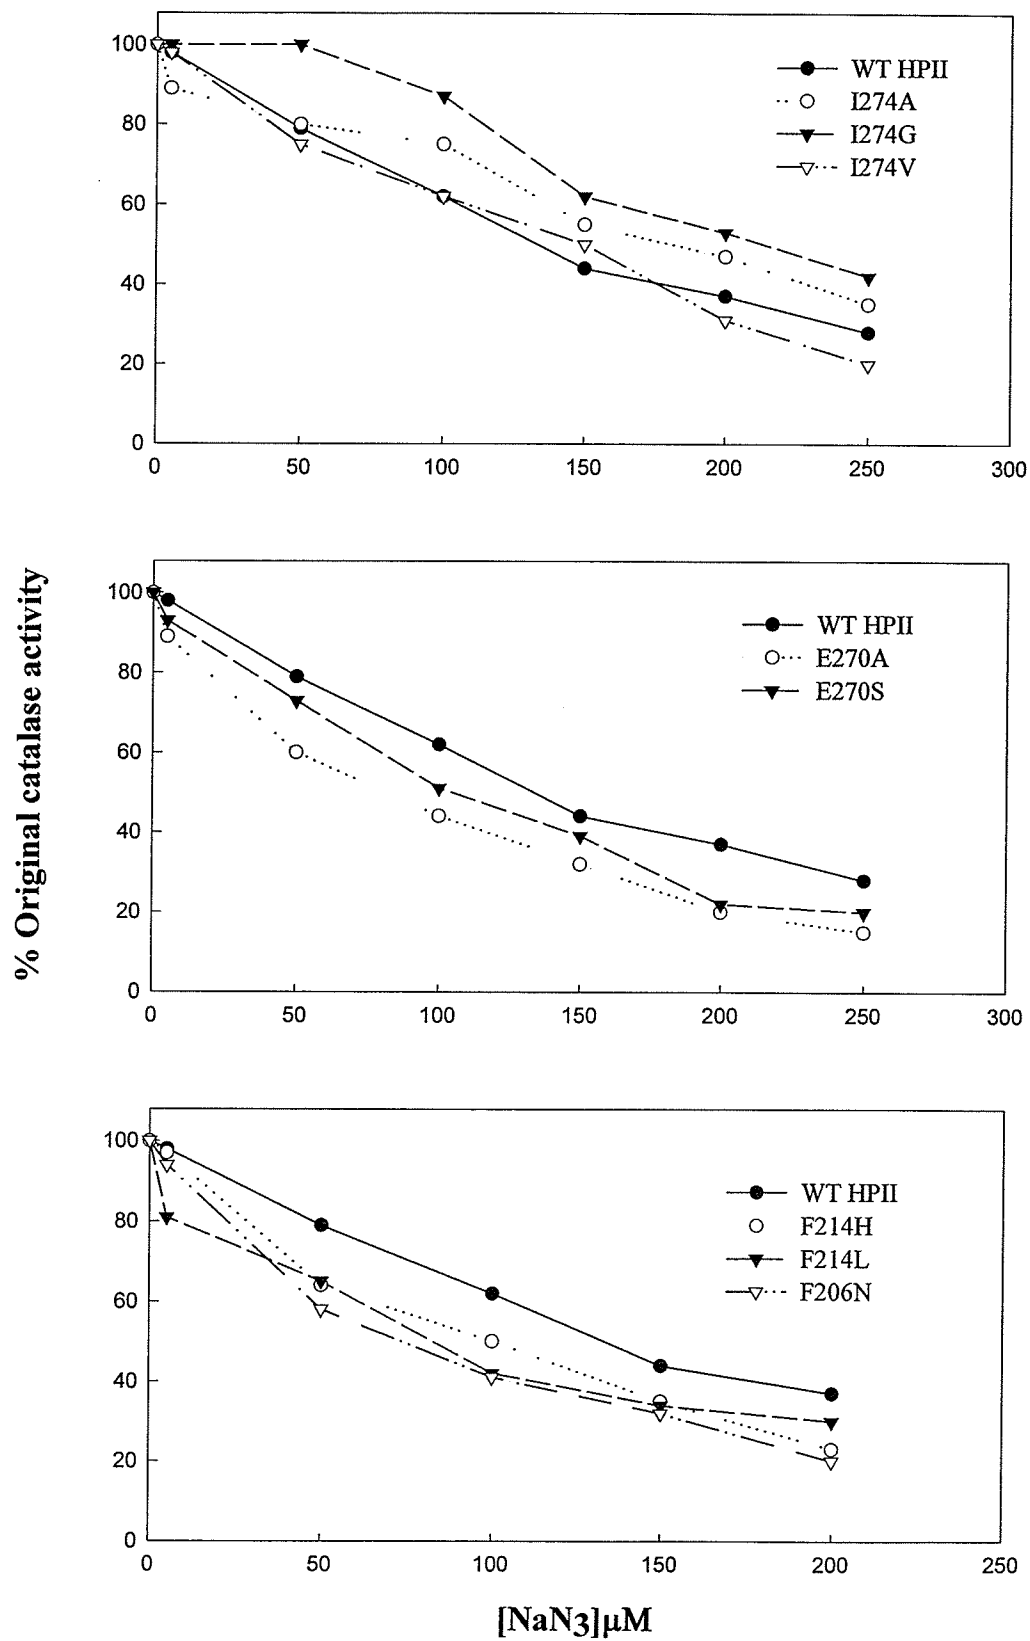 100
80
60
40
20
0
0 50 100 150 200 250 300
WT HPII
I274A
I274G
I274V
% Original catalase activity
100
80
60
40
20
0
0 50 100 150 200 250 300
WT HPII
E270A
E270S
100
80
60
40
20
0
0 50 100 150 200 250
WT HPII
F214H
F214L
F206N
[NaN3]μM